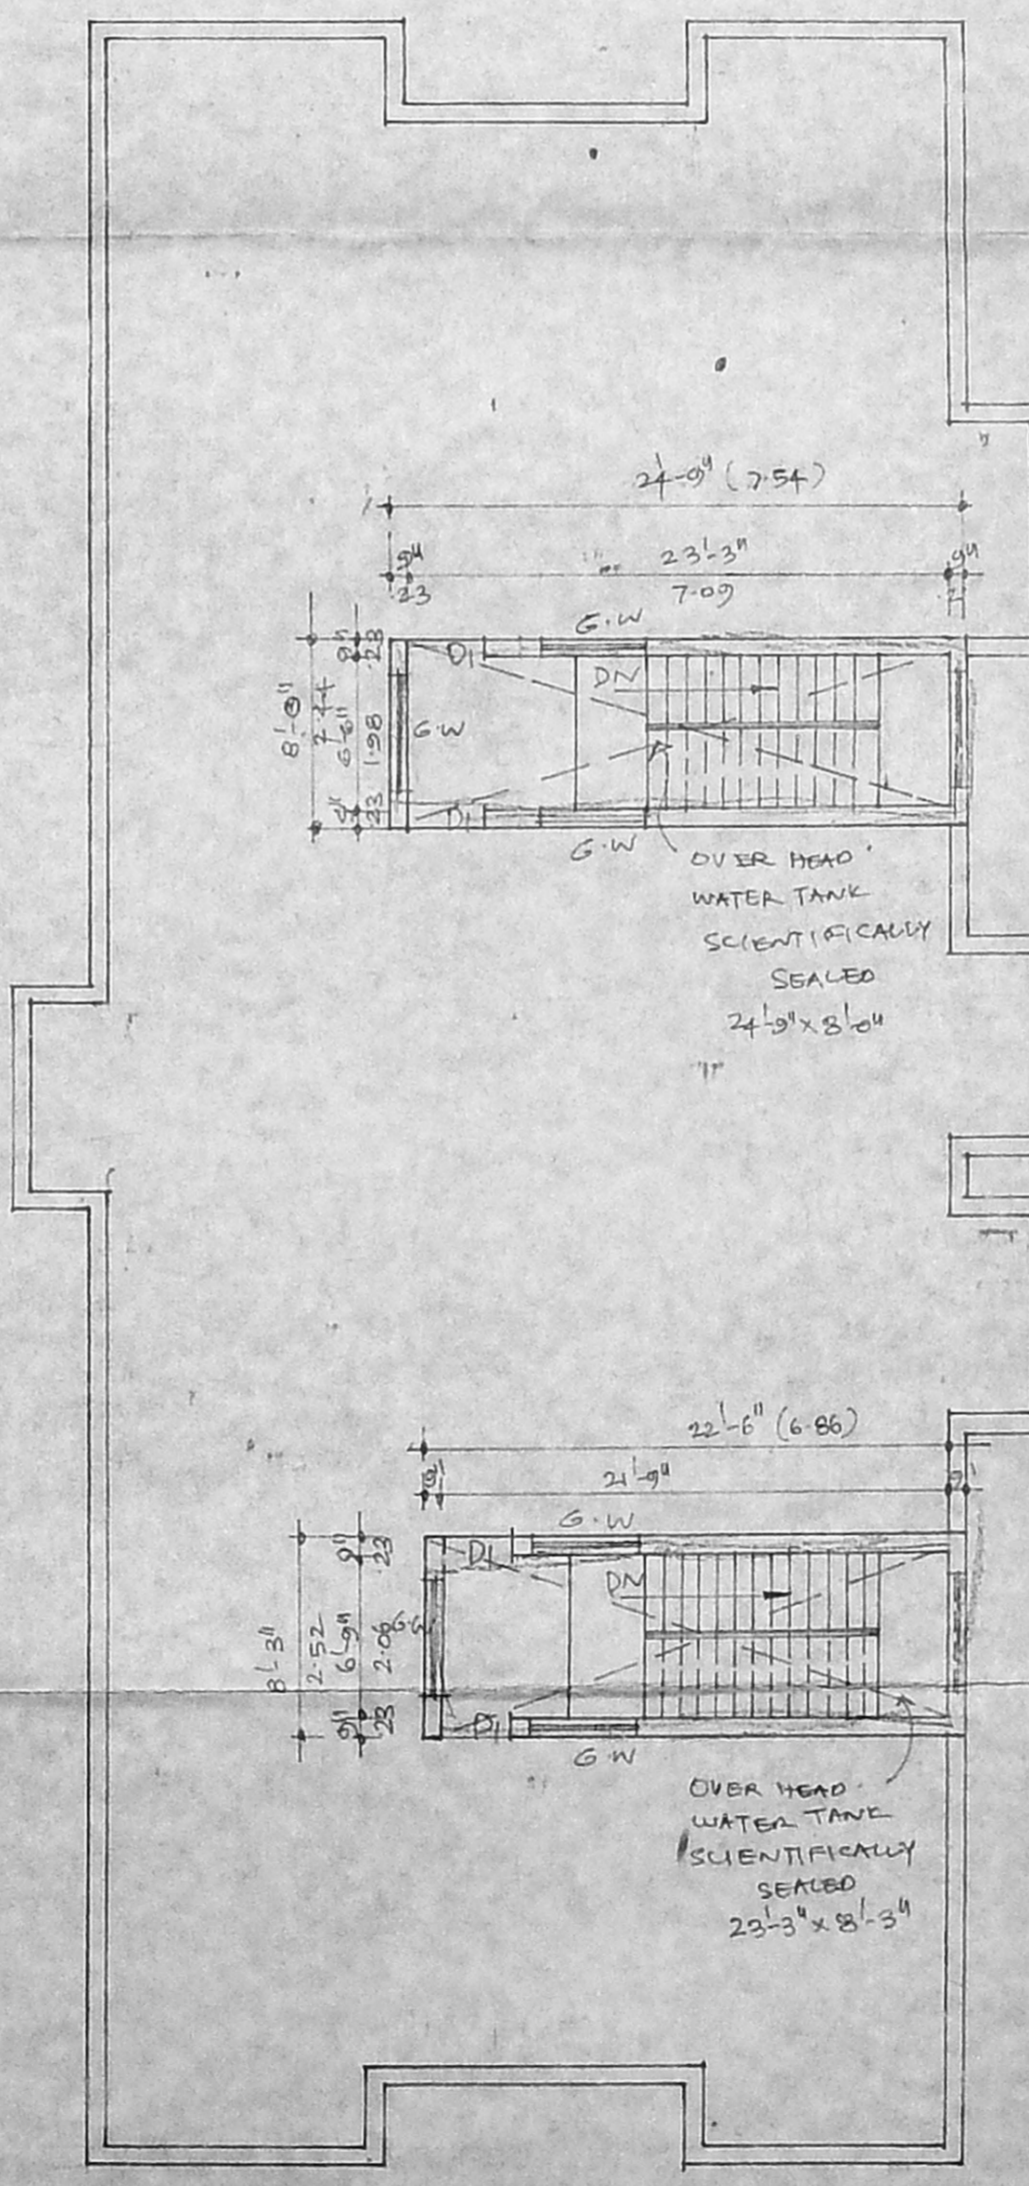 24'-9" (7.54)
9"
23'-3"
9"
.23
7.09
G.W
D1
DN
9"
.23
8'-0"
2.44
6'-6"
1.98
G.W
.23
D1
G.W
OVER HEAD
WATER TANK
SCIENTIFICALLY
SEALED
24'-9" x 8'-0"
22'-6" (6.86)
9"
21'-9"
9"
G.W
D1
DN
9"
.23
8'-3"
2.52
6'-9"
2.06
G.W
9"
.23
D1
G.W
OVER HEAD
WATER TANK
SCIENTIFICALLY
SEALED
23'-3" x 8'-3"